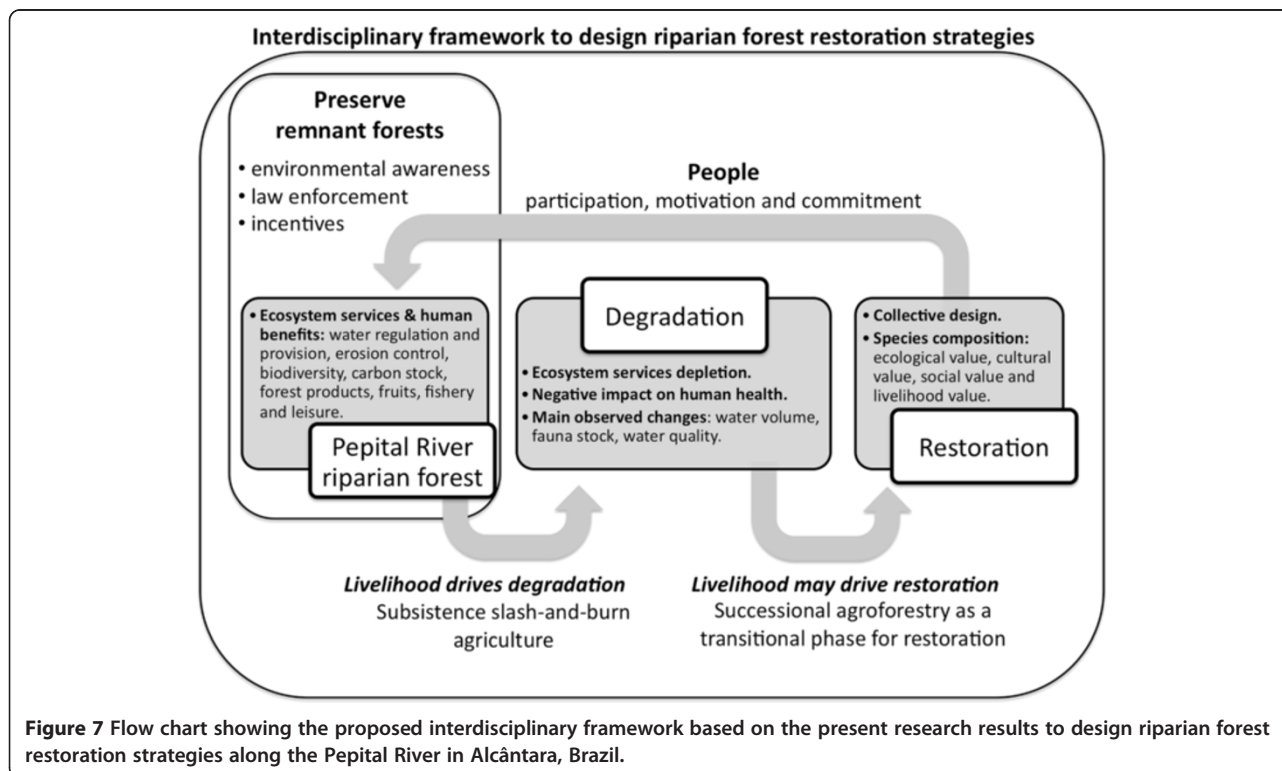 Interdisciplinary framework to design riparian forest restoration strategies
Preserve
remnant forests
• environmental awareness
• law enforcement
• incentives
People
participation, motivation and commitment
• Ecosystem services & human
benefits: water regulation and
provision, erosion control,
biodiversity, carbon stock,
forest products, fruits, fishery
and leisure.
Pepital River
riparian forest
Degradation
• Ecosystem services depletion.
• Negative impact on human health.
• Main observed changes: water volume,
fauna stock, water quality.
• Collective design.
• Species composition:
ecological value, cultural
value, social value and
livelihood value.
Restoration
Livelihood drives degradation
Subsistence slash-and-burn
agriculture
Livelihood may drive restoration
Successional agroforestry as a
transitional phase for restoration
Figure 7 Flow chart showing the proposed interdisciplinary framework based on the present research results to design riparian forest
restoration strategies along the Pepital River in Alcântara, Brazil.